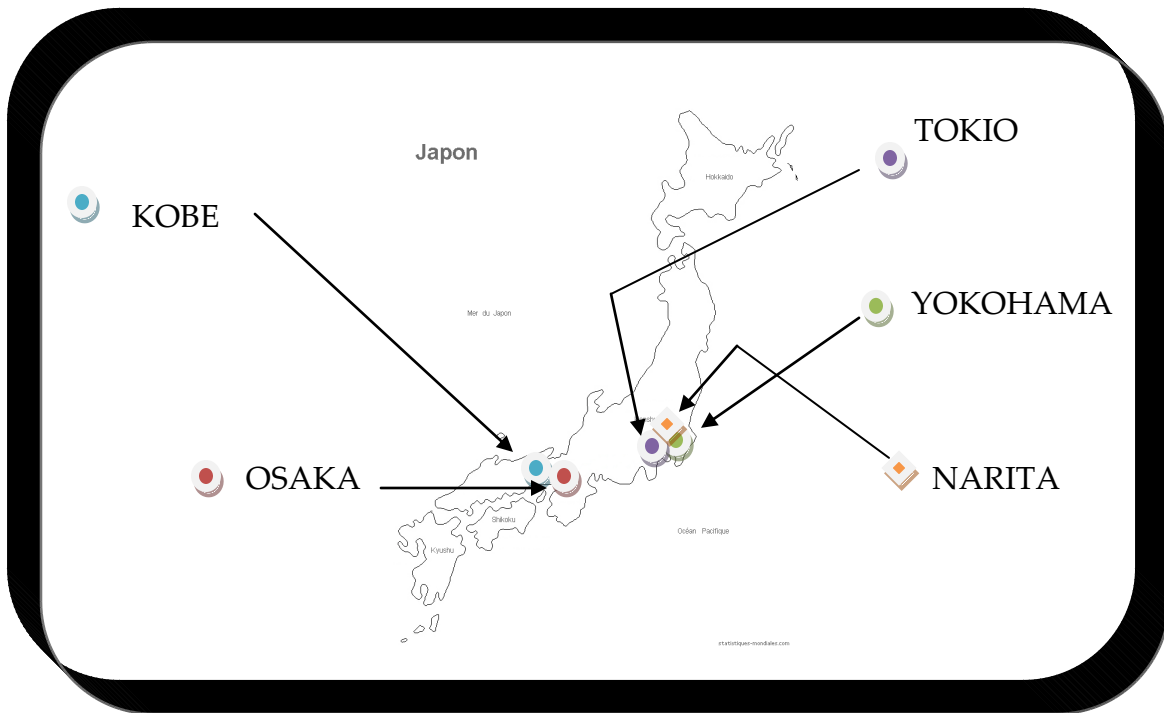 TOKIO
Japon
Hokkaido
KOBE
YOKOHAMA
Mer du Japon
OSAKA
NARITA
Shikoku
Océan Pacifique
Kyushu
statistiques-mondiales.com